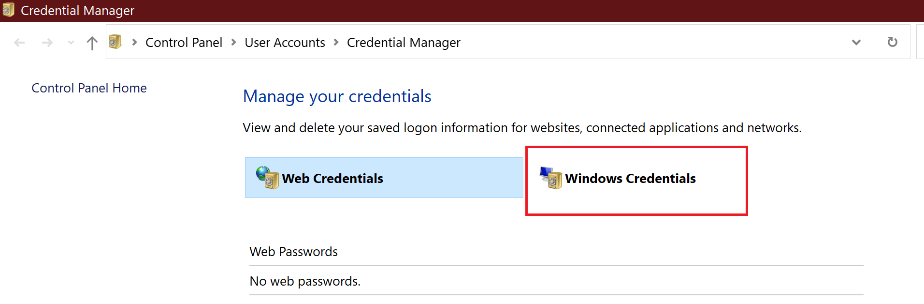 Credential Manager
Control Panel > User Accounts > Credential Manager
Control Panel Home
Manage your credentials
View and delete your saved logon information for websites, connected applications and networks.
Web Credentials
Windows Credentials
Web Passwords
No web passwords.